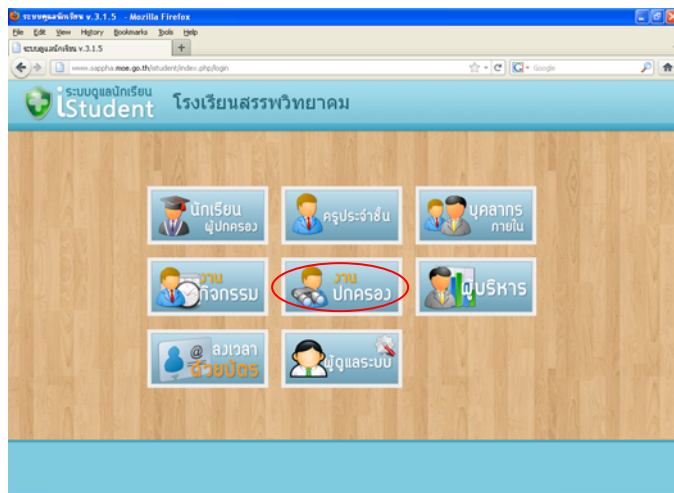 ระบบดูแลนักเรียน v.3.1.5 - Mozilla Firefox
File Edit View History Bookmarks Tools Help
ระบบดูแลนักเรียน v.3.1.5 +
www.sappha.moe.go.th/istudent/index.php/login
Google
ระบบดูแลนักเรียน
iStudent
โรงเรียนสรรพวิทยาคม
นักเรียน
ผู้ปกครอง
ครูประจำชั้น
บุคลากร
ภายใน
งาน
กิจกรรม
งาน
ปกครอง
ผู้บริหาร
@ ลงเวลา
ด้วยบัตร
ผู้ดูแลระบบ